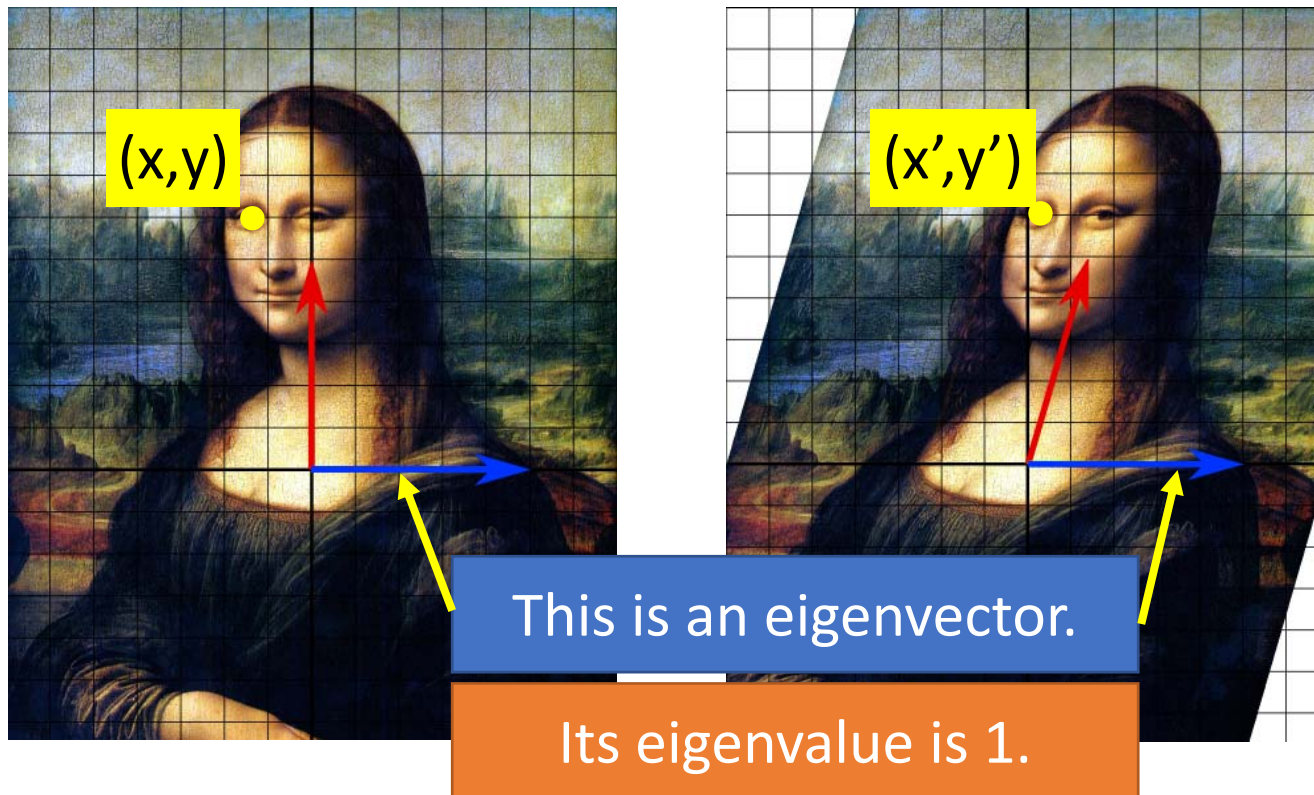 (x,y)
(x’,y’)
This is an eigenvector.
Its eigenvalue is 1.